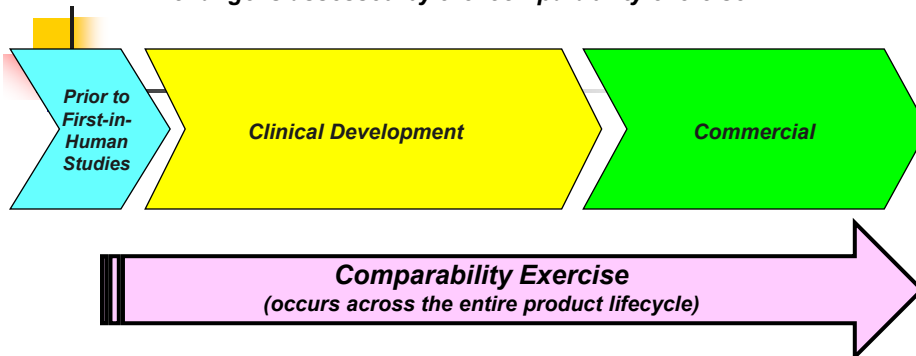 Prior to
First-in-
Human
Studies
Clinical Development
Commercial
Comparability Exercise
(occurs across the entire product lifecycle)